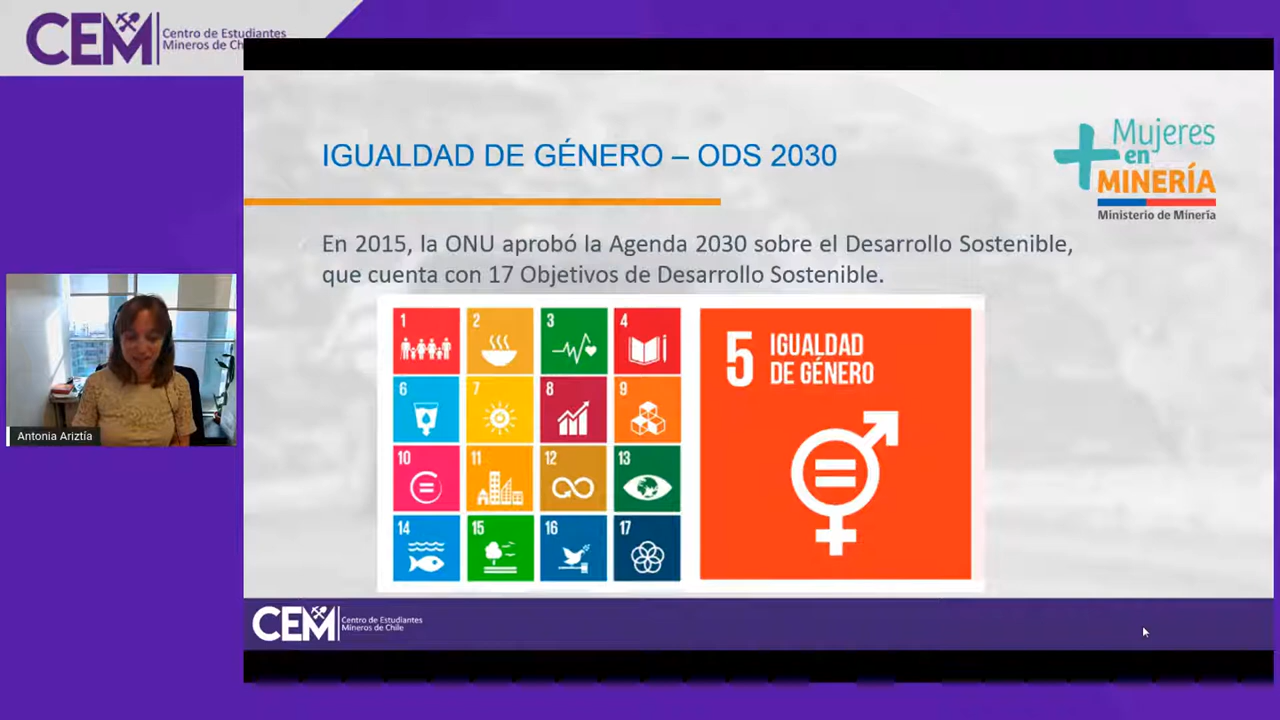 CEM
Centro de Estudiantes
Mineros de Ch
IGUALDAD DE GÉNERO – ODS 2030
+Mujeres
en
MINERÍA
Ministerio de Minería
En 2015, la ONU aprobó la Agenda 2030 sobre el Desarrollo Sostenible,
que cuenta con 17 Objetivos de Desarrollo Sostenible.
1 2 3 4
6 7 8 9
10 11 12 13
14 15 16 17
5 IGUALDAD
DE GÉNERO
Antonia Ariztía
CEM
Centro de Estudiantes
Mineros de Chile